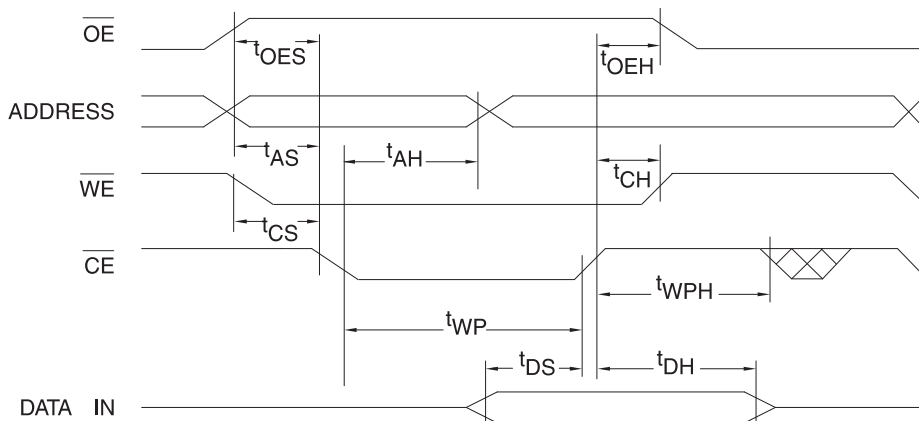 OE
tOES
tOEH
ADDRESS
tAS
tAH
tCH
WE
tCS
CE
tWPH
tWP
tDS
tDH
DATA IN